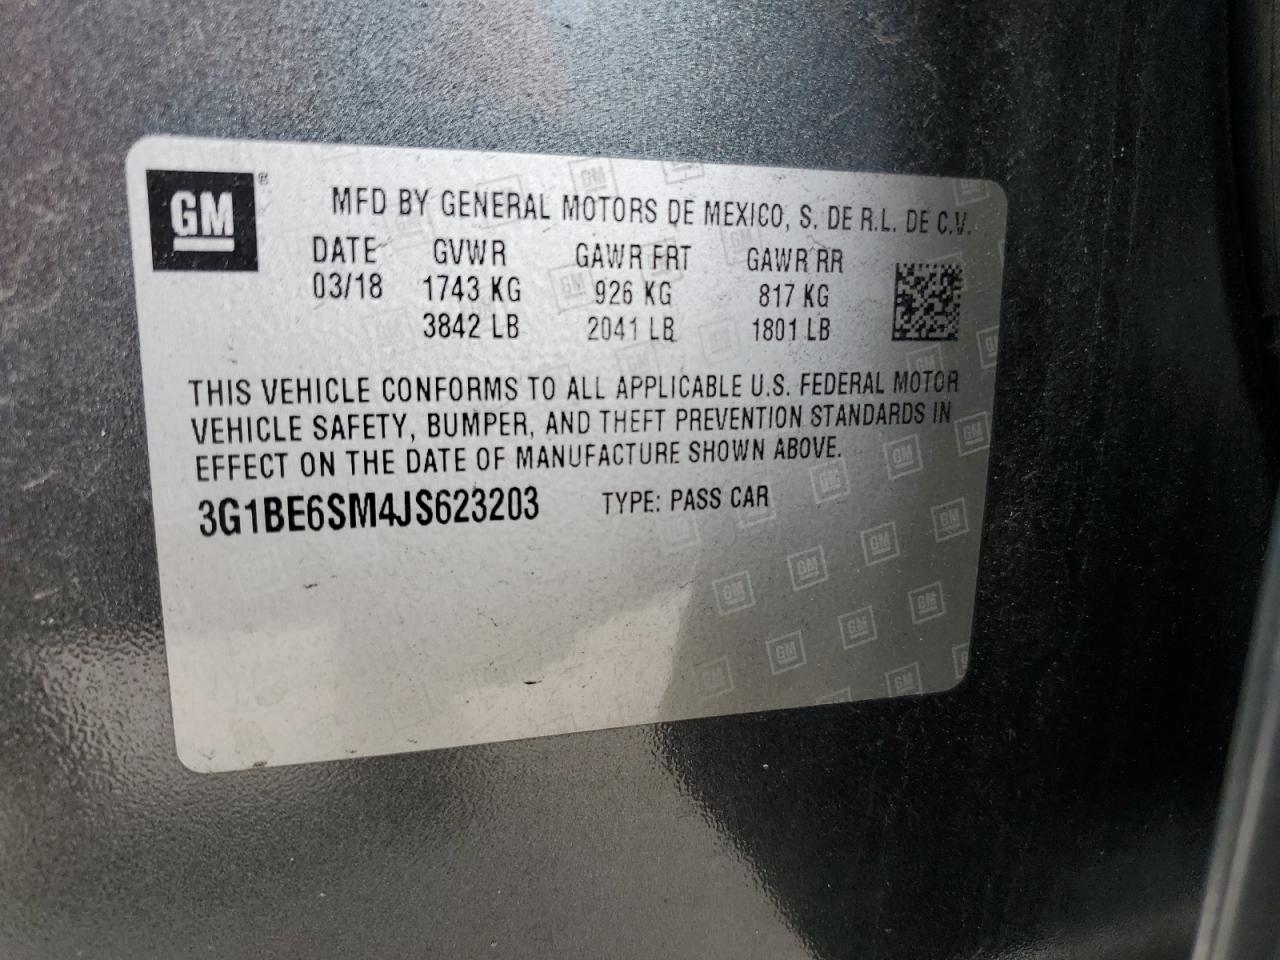 GM ® MFD BY GENERAL MOTORS DE MEXICO, S. DE R.L. DE C.V.
DATE GVWR GAWR FRT GAWR RR
03/18 1743 KG 926 KG 817 KG
3842 LB 2041 LB 1801 LB
THIS VEHICLE CONFORMS TO ALL APPLICABLE U.S. FEDERAL MOTOR
VEHICLE SAFETY, BUMPER, AND THEFT PREVENTION STANDARDS IN
EFFECT ON THE DATE OF MANUFACTURE SHOWN ABOVE.
3G1BE6SM4JS623203 TYPE: PASS CAR